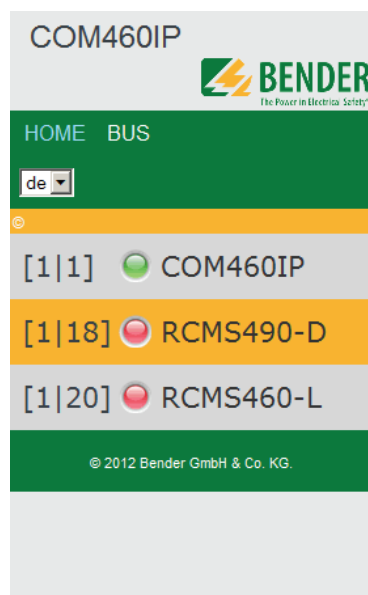 COM460IP
BENDER
The Power in Electrical Safety®
HOME BUS
de
©
[1|1] COM460IP
[1|18] RCMS490-D
[1|20] RCMS460-L
© 2012 Bender GmbH & Co. KG.